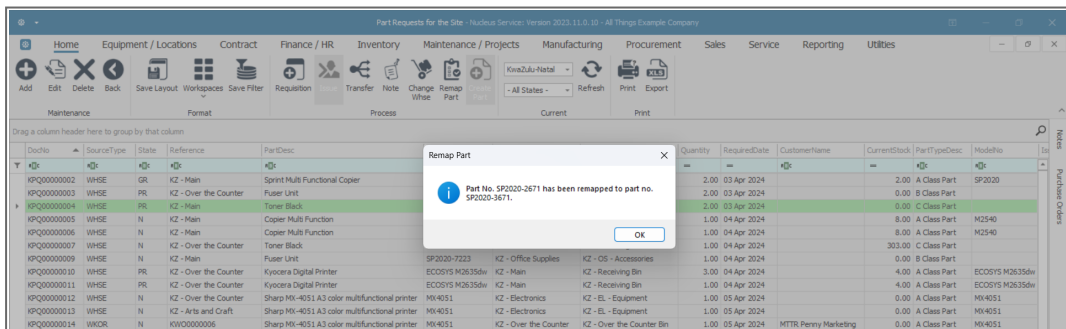 Part Requests for the Site - Nucleus Service: Version 2023.11.0.10 - All Things Example Company
Home Equipment / Locations Contract Finance / HR Inventory Maintenance / Projects Manufacturing Procurement Sales Service Reporting Utilities
Add Edit Delete Back Save Layout Workspaces Save Filter Requisition Transfer Note Change Whse Remap Part KwaZulu-Natal - All States - Refresh Print Export
Maintenance Format Process Current Print
Drag a column header here to group by that column
DocNo SourceType State Reference PartDesc Quantity RequiredDate CustomerName CurrentStock PartTypeDesc ModelNo
KPQ00000002 WHSE GR KZ - Main Sprint Multi Functional Copier 2.00 03 Apr 2024 2.00 A Class Part SP2020
KPQ00000003 WHSE PR KZ - Over the Counter Fuser Unit 2.00 03 Apr 2024 0.00 B Class Part
KPQ00000004 WHSE PR KZ - Main Toner Black 2.00 03 Apr 2024 0.00 C Class Part
KPQ00000005 WHSE N KZ - Main Copier Multi Function 1.00 04 Apr 2024 8.00 A Class Part M2540
KPQ00000006 WHSE N KZ - Main Copier Multi Function 1.00 04 Apr 2024 8.00 A Class Part M2540
KPQ00000007 WHSE N KZ - Over the Counter Toner Black 1.00 04 Apr 2024 303.00 C Class Part
KPQ00000009 WHSE N KZ - Main Fuser Unit SP2020-7223 KZ - Office Supplies KZ - OS - Accessories 1.00 04 Apr 2024 0.00 B Class Part
KPQ00000010 WHSE PR KZ - Over the Counter Kyocera Digital Printer ECOSYS M2635dw KZ - Main KZ - Receiving Bin 3.00 04 Apr 2024 4.00 A Class Part ECOSYS M2635dw
KPQ00000011 WHSE PR KZ - Over the Counter Kyocera Digital Printer ECOSYS M2635dw KZ - Main KZ - Receiving Bin 1.00 04 Apr 2024 4.00 A Class Part ECOSYS M2635dw
KPQ00000012 WHSE N KZ - Over the Counter Sharp MX-4051 A3 color multifunctional printer MX4051 KZ - Electronics KZ - EL - Equipment 1.00 05 Apr 2024 0.00 A Class Part MX4051
KPQ00000013 WHSE N KZ - Arts and Craft Sharp MX-4051 A3 color multifunctional printer MX4051 KZ - Electronics KZ - EL - Equipment 1.00 05 Apr 2024 0.00 A Class Part MX4051
KPQ00000014 WKOR N KWO0000006 Sharp MX-4051 A3 color multifunctional printer MX4051 KZ - Over the Counter KZ - Over the Counter Bin 1.00 05 Apr 2024 MTTR Penny Marketing 0.00 A Class Part MX4051
Remap Part
Part No. SP2020-2671 has been remapped to part no.
SP2020-3671.
OK
Notes
Purchase Orders